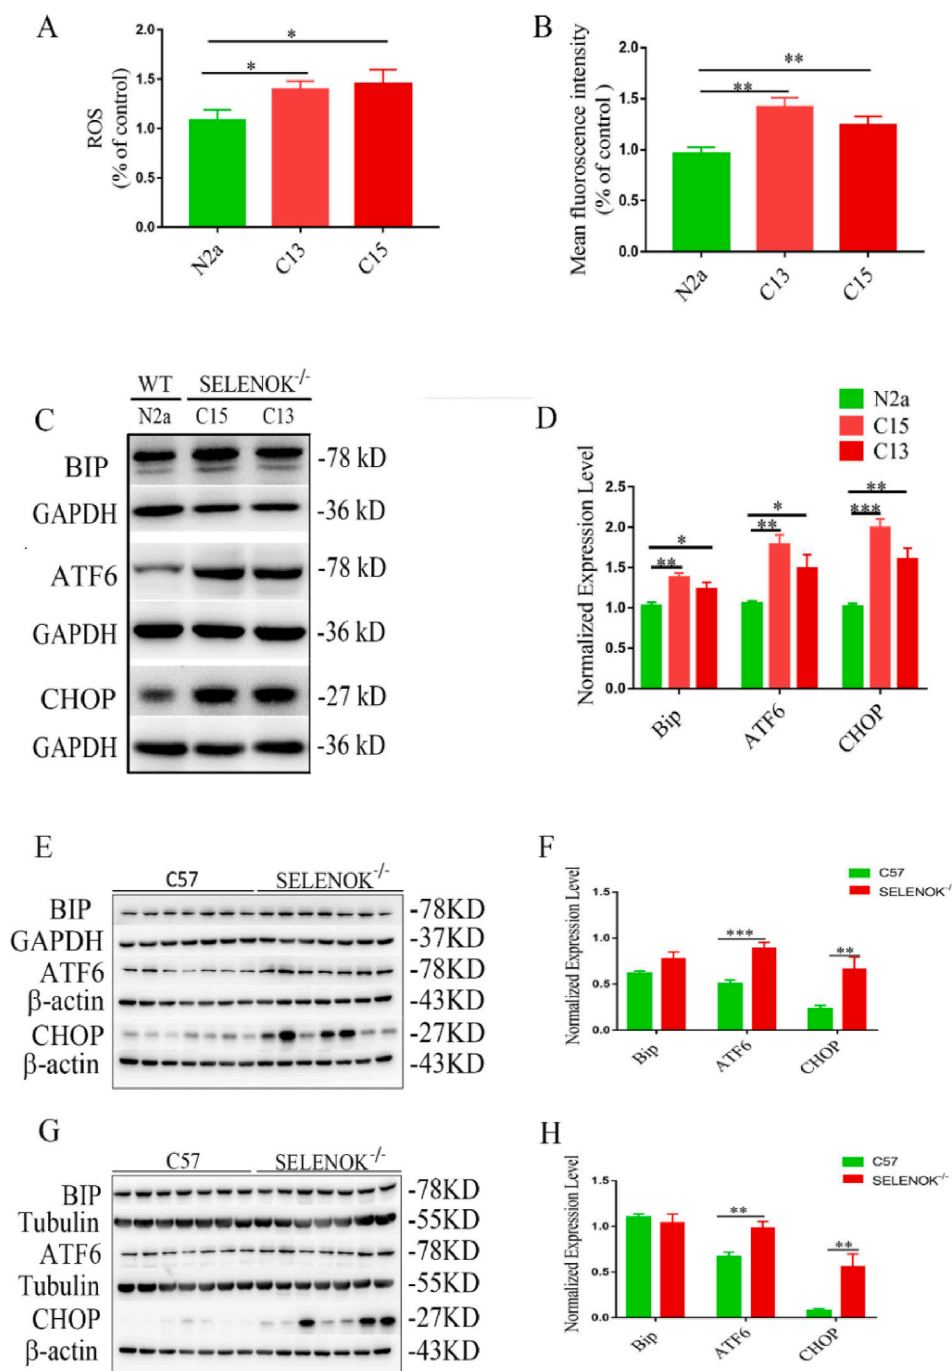 A
ROS
(% of control)
2.0
1.5
1.0
0.5
0.0
*
*
N2a
C13
C15
B
Mean fluoroscence intensity
(% of control )
2.0
1.5
1.0
0.5
0.0
**
**
N2a
C13
C15
C
WT SELENOK-/-
N2a C15 C13
BIP -78 kD
GAPDH -36 kD
ATF6 -78 kD
GAPDH -36 kD
CHOP -27 kD
GAPDH -36 kD
D
N2a
C15
C13
Normalized Expression Level
2.5
2.0
1.5
1.0
0.5
0.0
* ** * ** ** ***
Bip
ATF6
CHOP
E
C57 SELENOK-/-
BIP -78KD
GAPDH -37KD
ATF6 -78KD
β-actin -43KD
CHOP -27KD
β-actin -43KD
F
C57
SELENOK-/
Normalized Expression Level
1.5
1.0
0.5
0.0
*** **
Bip
ATF6
CHOP
G
C57 SELENOK-/-
BIP -78KD
Tubulin -55KD
ATF6 -78KD
Tubulin -55KD
CHOP -27KD
β-actin -43KD
H
C57
SELENOK-/-
Normalized Expression Level
1.5
1.0
0.5
0.0
** **
Bip
ATF6
CHOP